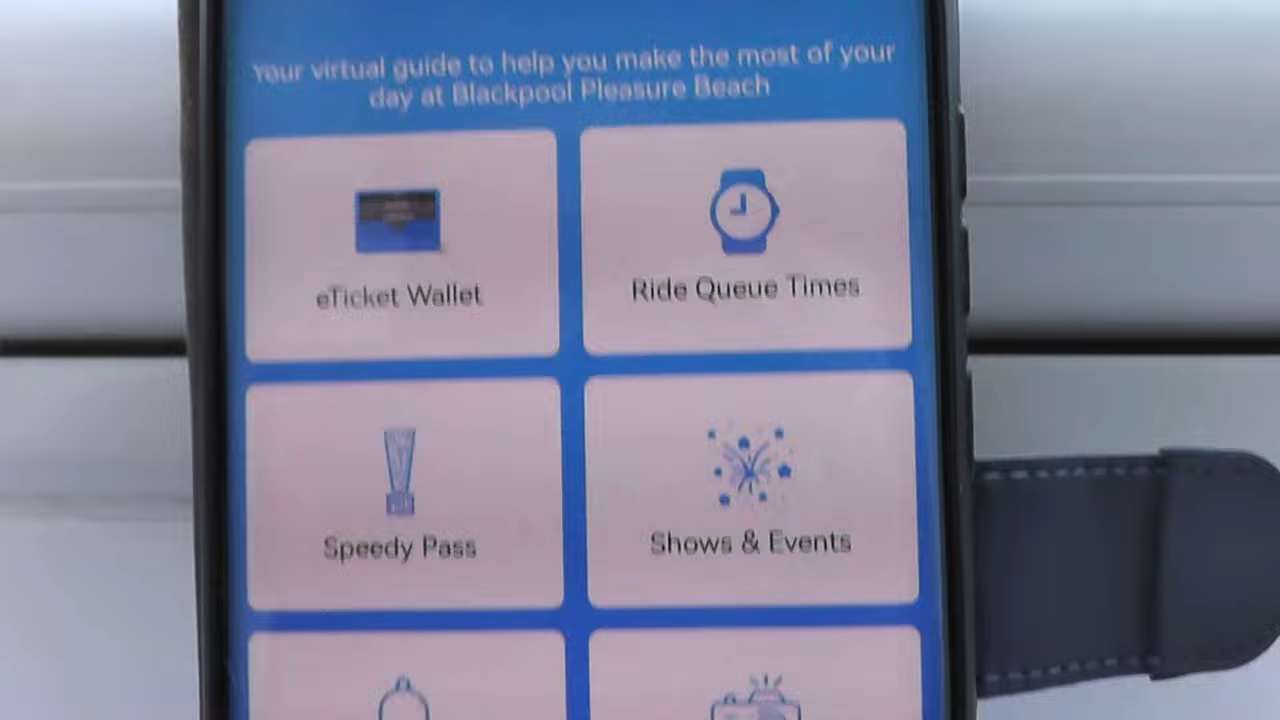 Your virtual guide to help you make the most of your
day at Blackpool Pleasure Beach
eTicket Wallet
Ride Queue Times
Speedy Pass
Shows & Events